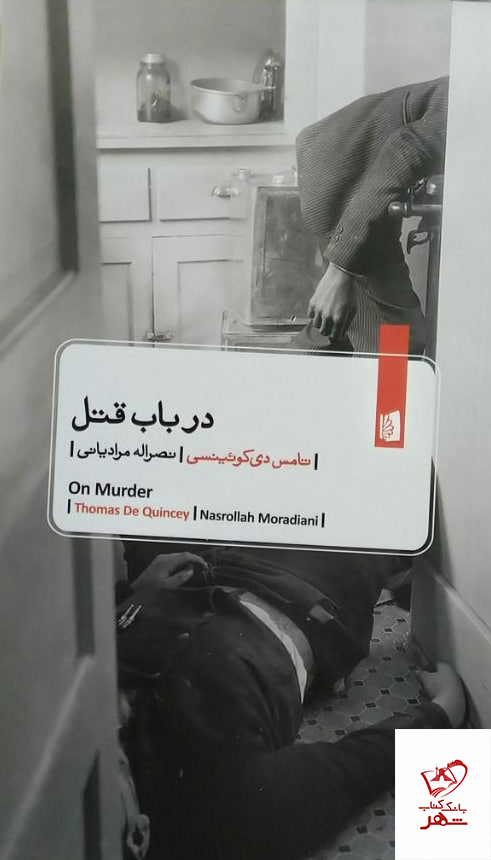 در باب قتل
| تامس دی‌کوئینسی | نصراله مرادیانی |
On Murder
| Thomas De Quincey | Nasrollah Moradiani |
بانک کتاب
شهر